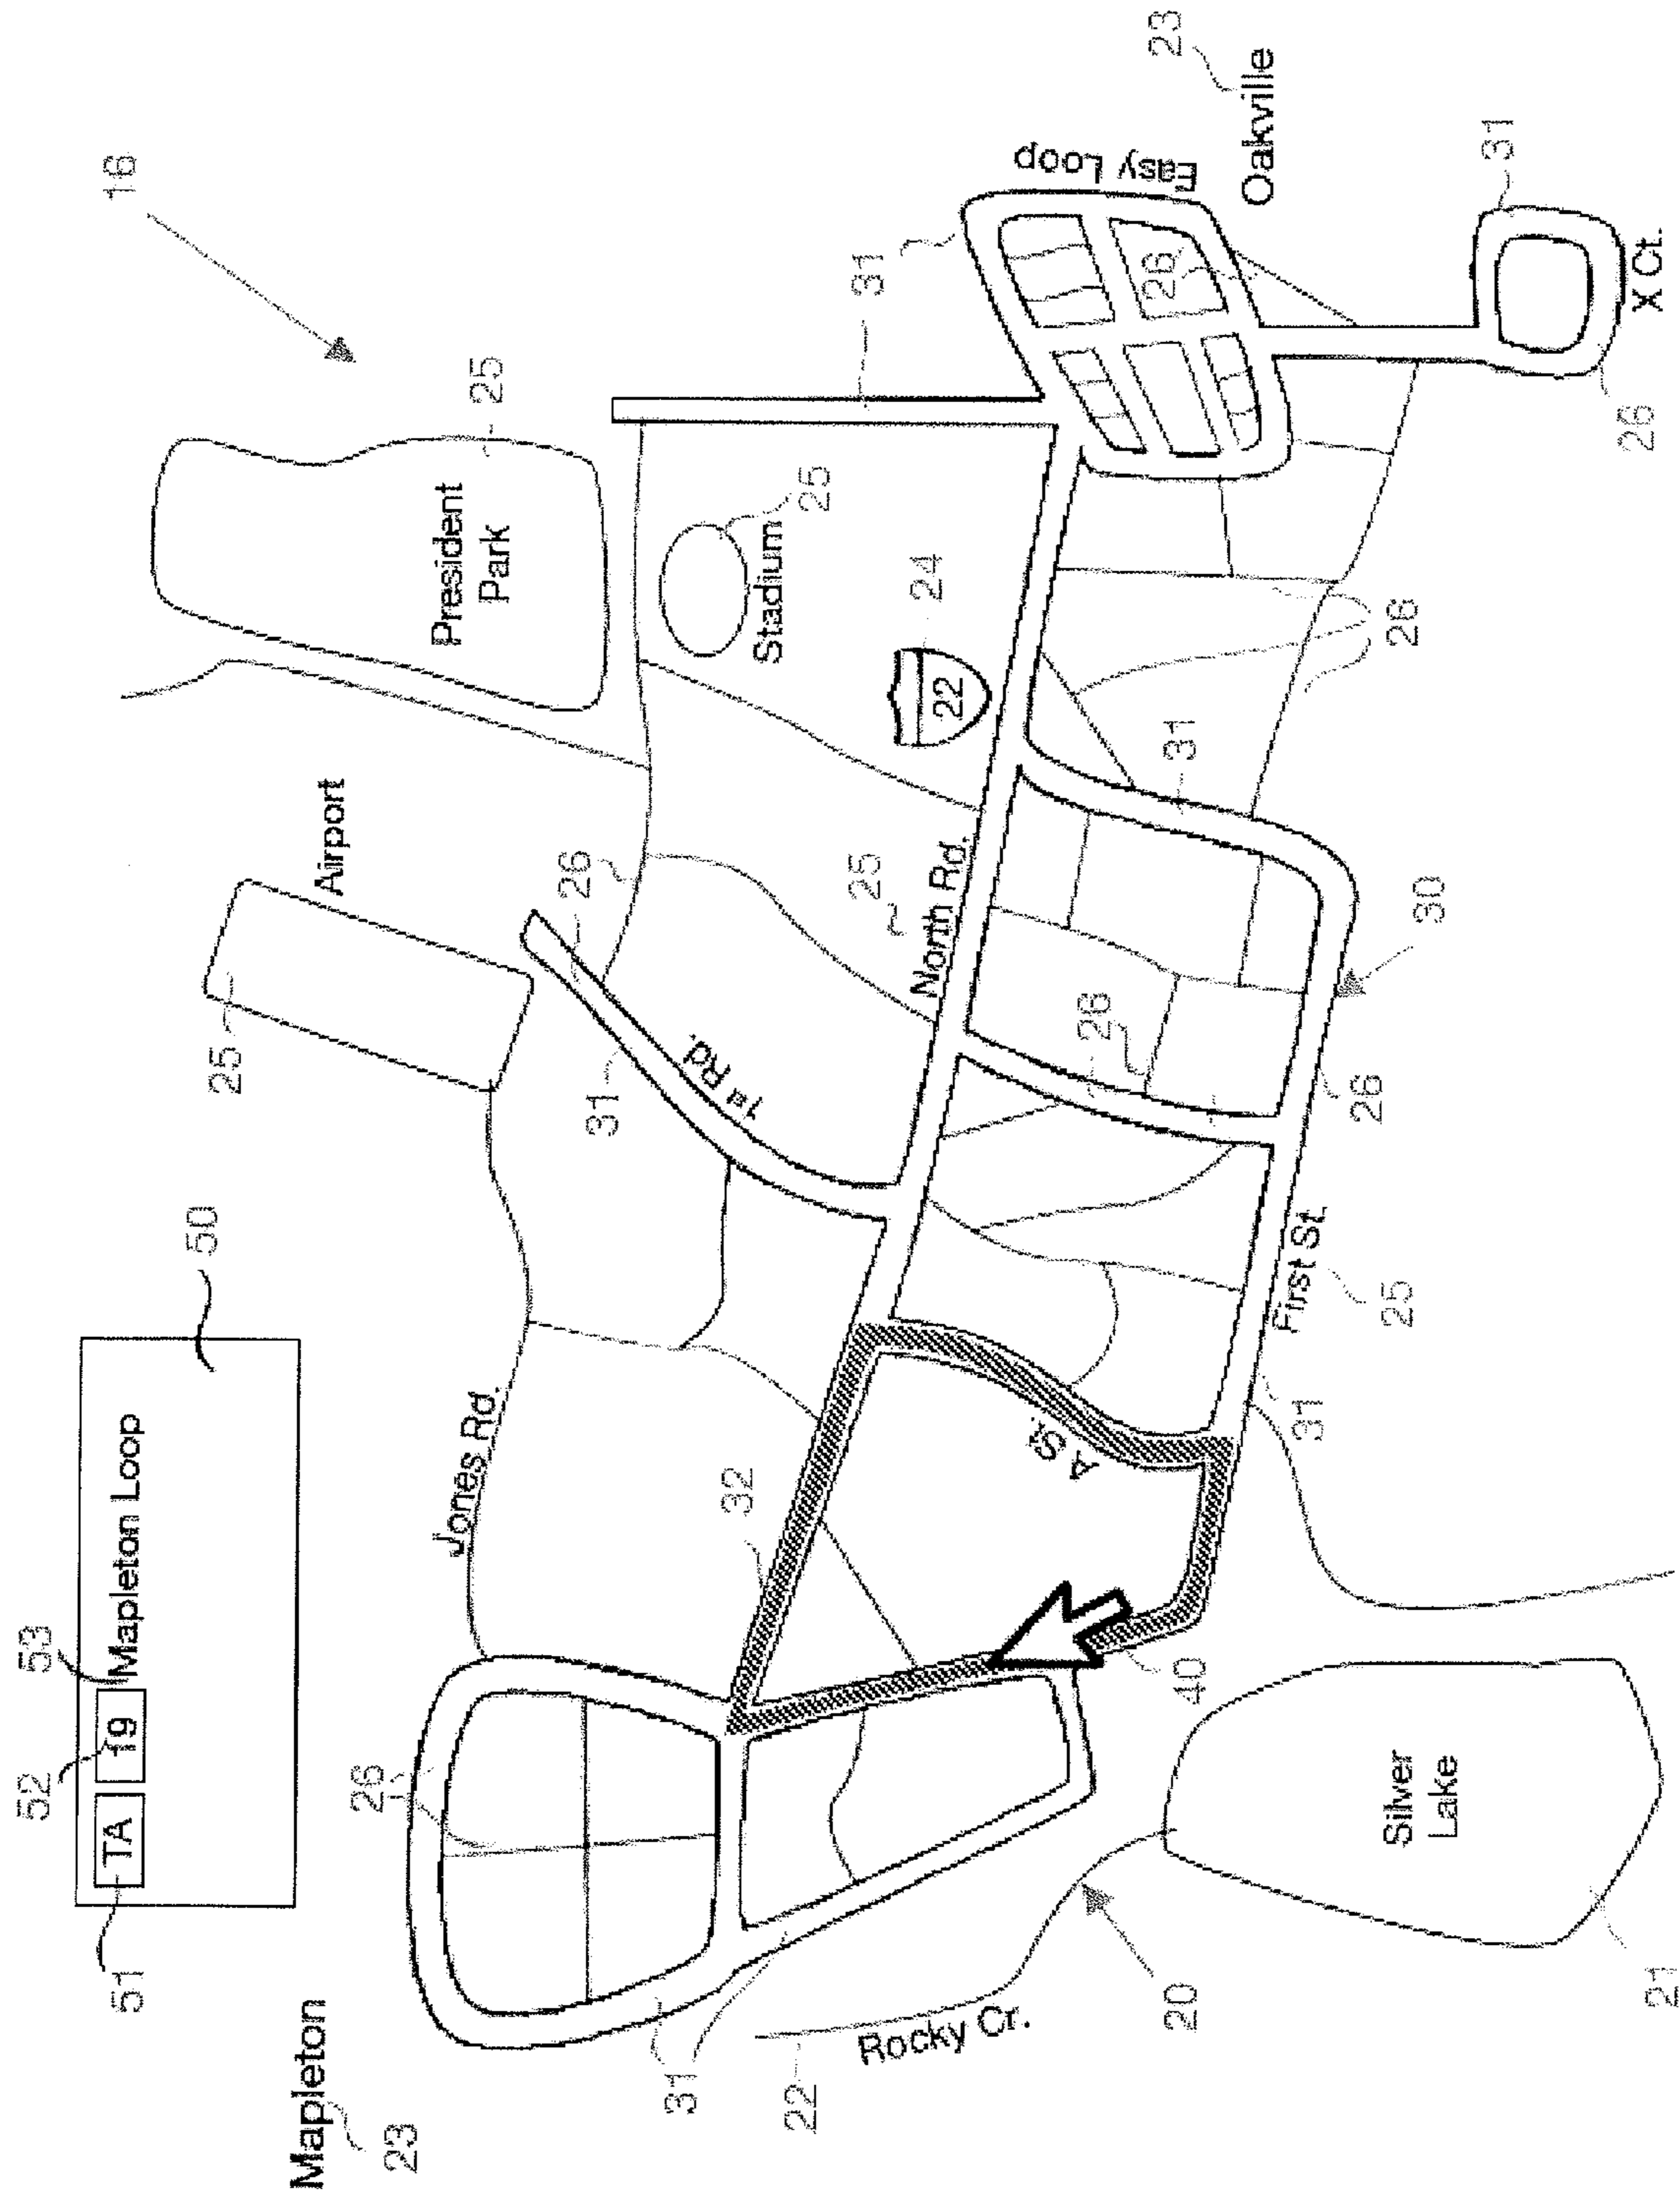 16
50
51
TA
52
19
53
Mapleton Loop
Mapleton
23
Jones Rd.
25
Airport
President
Park
25
26
31
1st Rd.
26
Stadium
25
22
24
31
31
Easy Loop
Oakville
23
26
31
X Ct.
26
26
North Rd.
25
31
30
26
26
32
A St.
First St.
25
31
40
26
31
22
Rocky Cr.
20
Silver
Lake
21